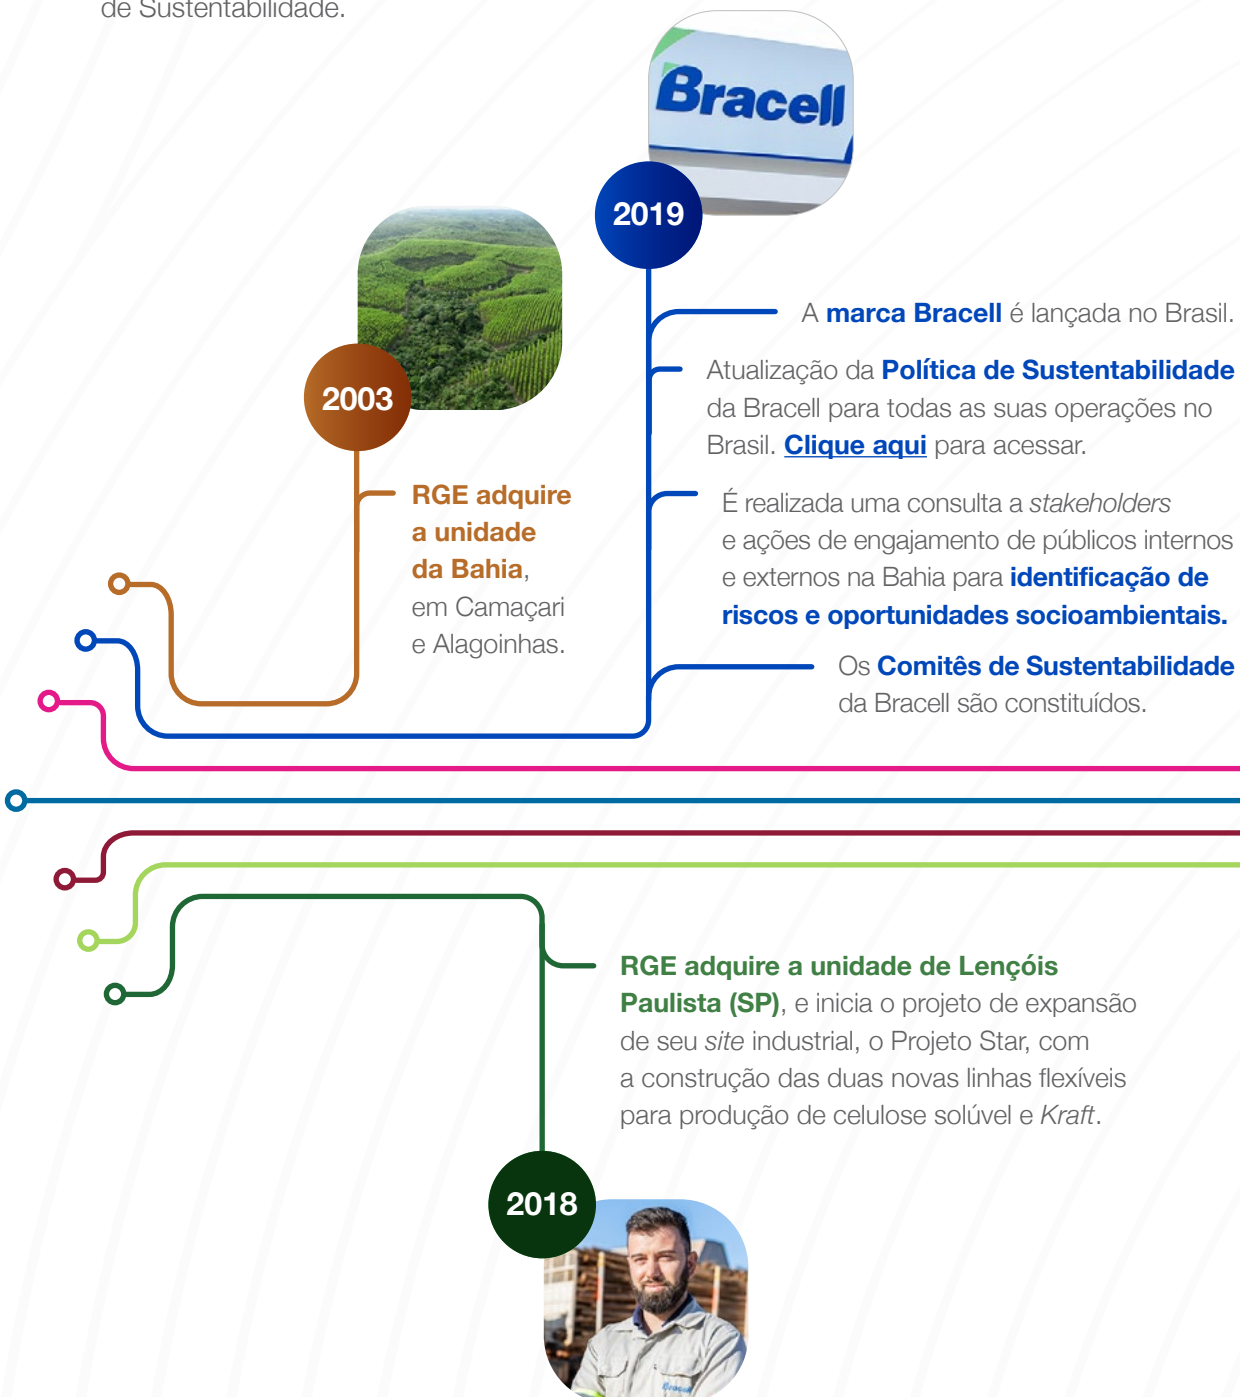 de Sustentabilidade.
Bracell
2019
A marca Bracell é lançada no Brasil.
Atualização da Política de Sustentabilidade
da Bracell para todas as suas operações no
Brasil. Clique aqui para acessar.
É realizada uma consulta a stakeholders
e ações de engajamento de públicos internos
e externos na Bahia para identificação de
riscos e oportunidades socioambientais.
Os Comitês de Sustentabilidade
da Bracell são constituídos.
2003
RGE adquire
a unidade
da Bahia,
em Camaçari
e Alagoinhas.
RGE adquire a unidade de Lençóis
Paulista (SP), e inicia o projeto de expansão
de seu site industrial, o Projeto Star, com
a construção das duas novas linhas flexíveis
para produção de celulose solúvel e Kraft.
2018
Bracell